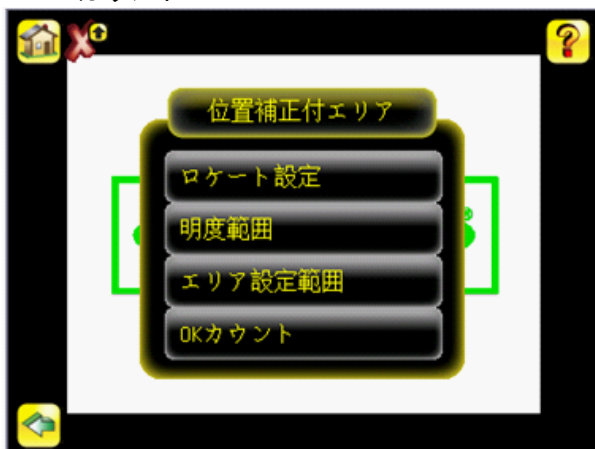 位置補正付エリア
ロケート設定
明度範囲
エリア設定範囲
OKカウント